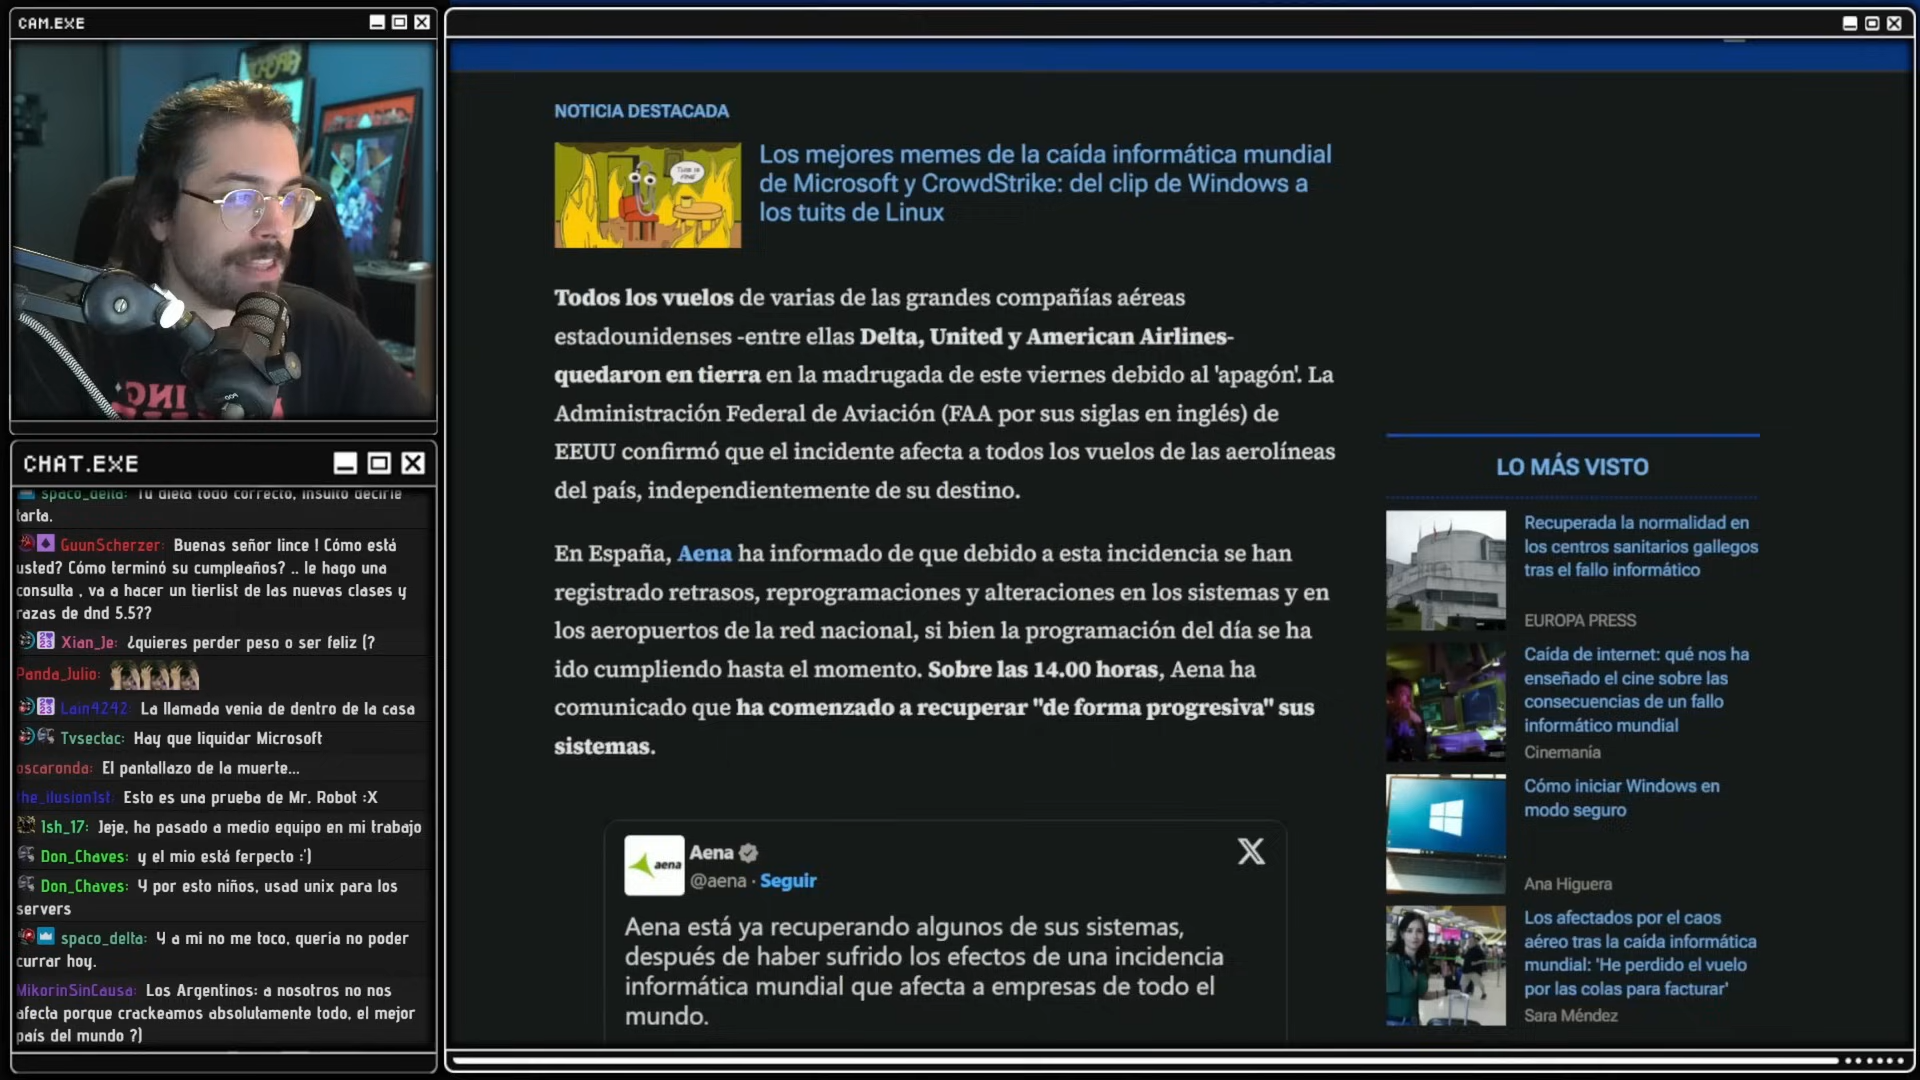 CAM.EXE
CHAT.EXE
spaco_delta: Tu dieta todo correcto, insulto decirle
tarta.
GuunScherzer: Buenas señor lince ! Cómo está
usted? Cómo terminó su cumpleaños? .. le hago una
consulta , va a hacer un tierlist de las nuevas clases y
razas de dnd 5.5??
Xian_Je: ¿quieres perder peso o ser feliz (?
Panda_Julio:
Lain4242: La llamada venia de dentro de la casa
Tvsectac: Hay que liquidar Microsoft
oscaronda: El pantallazo de la muerte...
the_ilusion1st: Esto es una prueba de Mr. Robot :X
1sh_17: Jeje, ha pasado a medio equipo en mi trabajo
Don_Chaves: y el mio está ferpecto :')
Don_Chaves: Y por esto niños, usad unix para los
servers
spaco_delta: Y a mi no me toco, queria no poder
currar hoy.
MikorinSinCausa: Los Argentinos: a nosotros no nos
afecta porque crackeamos absolutamente todo, el mejor
país del mundo ?)
NOTICIA DESTACADA
Los mejores memes de la caída informática mundial
de Microsoft y CrowdStrike: del clip de Windows a
los tuits de Linux
Todos los vuelos de varias de las grandes compañías aéreas
estadounidenses -entre ellas Delta, United y American Airlines-
quedaron en tierra en la madrugada de este viernes debido al 'apagón'. La
Administración Federal de Aviación (FAA por sus siglas en inglés) de
EEUU confirmó que el incidente afecta a todos los vuelos de las aerolíneas
del país, independientemente de su destino.
En España, Aena ha informado de que debido a esta incidencia se han
registrado retrasos, reprogramaciones y alteraciones en los sistemas y en
los aeropuertos de la red nacional, si bien la programación del día se ha
ido cumpliendo hasta el momento. Sobre las 14.00 horas, Aena ha
comunicado que ha comenzado a recuperar "de forma progresiva" sus
sistemas.
aena
Aena
@aena · Seguir
X
Aena está ya recuperando algunos de sus sistemas,
después de haber sufrido los efectos de una incidencia
informática mundial que afecta a empresas de todo el
mundo.
LO MÁS VISTO
Recuperada la normalidad en
los centros sanitarios gallegos
tras el fallo informático
EUROPA PRESS
Caída de internet: qué nos ha
enseñado el cine sobre las
consecuencias de un fallo
informático mundial
Cinemanía
Cómo iniciar Windows en
modo seguro
Ana Higuera
Los afectados por el caos
aéreo tras la caída informática
mundial: 'He perdido el vuelo
por las colas para facturar'
Sara Méndez